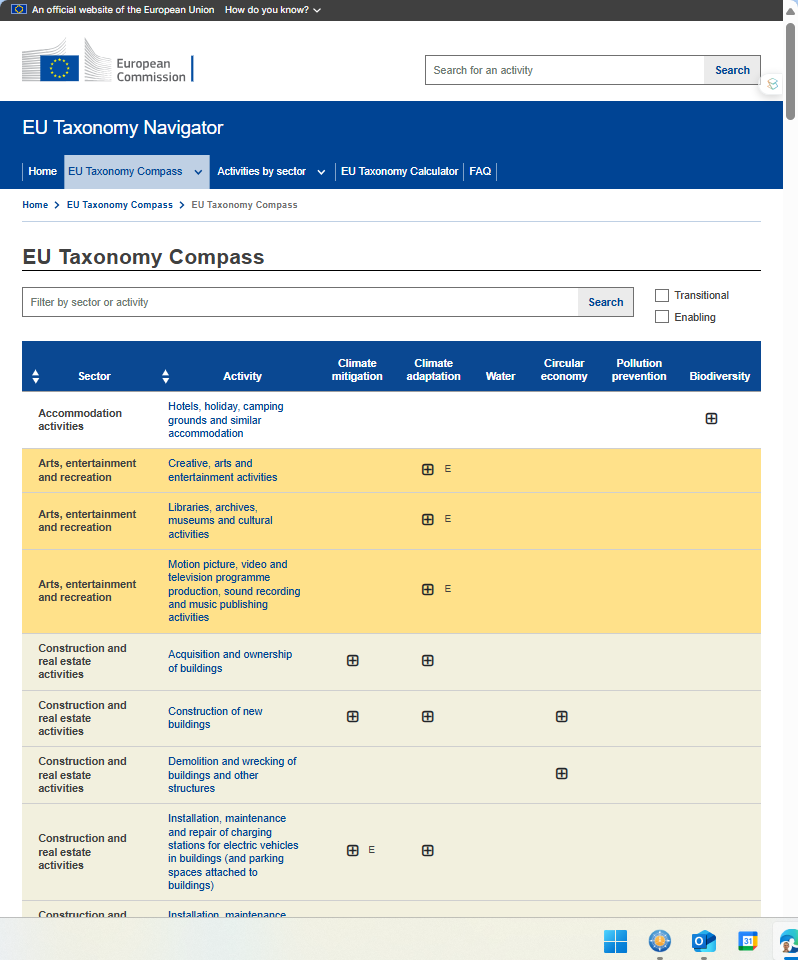 An official website of the European Union How do you know?
European
Commission
Search for an activity Search
EU Taxonomy Navigator
Home EU Taxonomy Compass Activities by sector EU Taxonomy Calculator FAQ
Home > EU Taxonomy Compass > EU Taxonomy Compass
EU Taxonomy Compass
Filter by sector or activity Search
Transitional
Enabling
Sector Activity Climate mitigation Climate adaptation Water Circular economy Pollution prevention Biodiversity
Accommodation
activities
Hotels, holiday, camping
grounds and similar
accommodation
Arts, entertainment
and recreation
Creative, arts and
entertainment activities
E
Arts, entertainment
and recreation
Libraries, archives,
museums and cultural
activities
E
Arts, entertainment
and recreation
Motion picture, video and
television programme
production, sound recording
and music publishing
activities
E
Construction and
real estate
activities
Acquisition and ownership
of buildings
Construction and
real estate
activities
Construction of new
buildings
Construction and
real estate
activities
Demolition and wrecking of
buildings and other
structures
Construction and
real estate
activities
Installation, maintenance
and repair of charging
stations for electric vehicles
in buildings (and parking
spaces attached to
buildings)
E
Construction and
Installation, maintenance
31